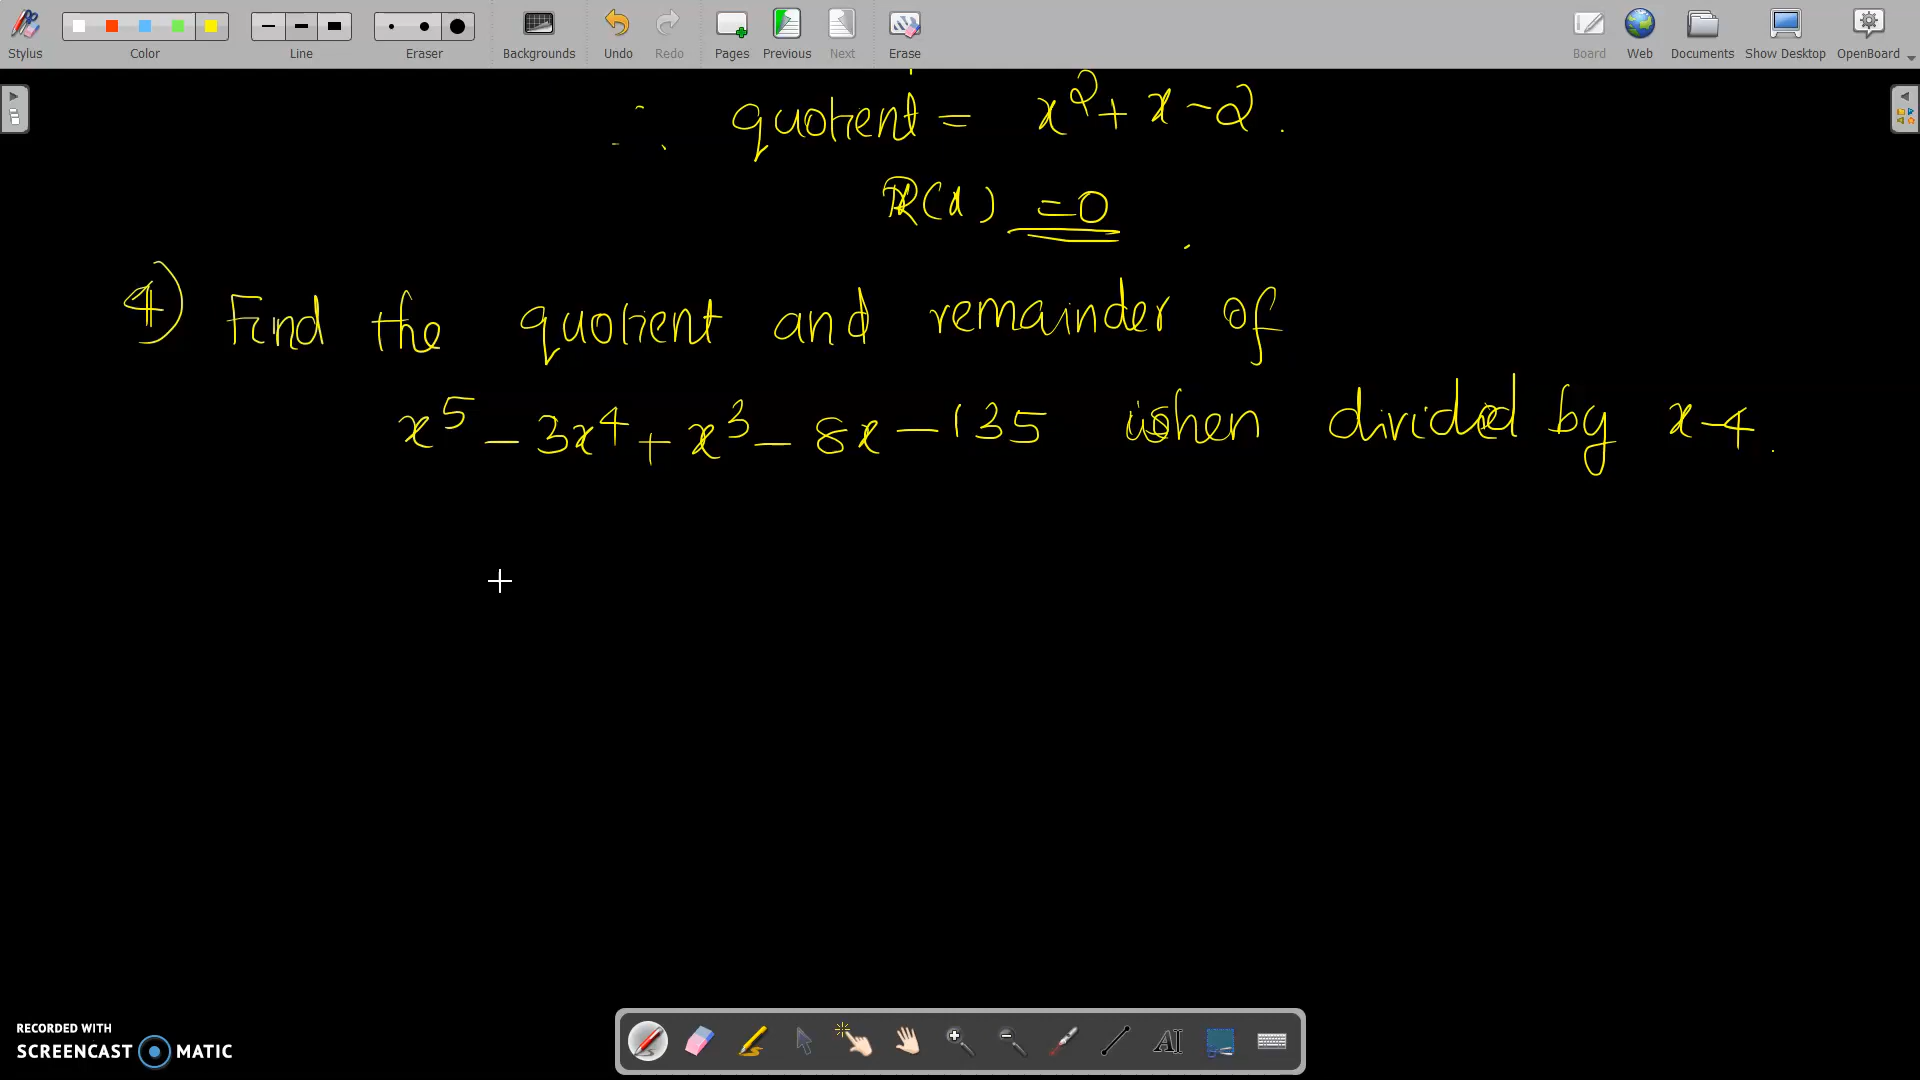 Stylus Color Line Eraser Backgrounds Undo Redo Pages Previous Next Erase Board Web Documents Show Desktop OpenBoard
∴ quotient = x² + x - 2.
R(x) = 0
4) Find the quotient and remainder of
x⁵ - 3x⁴ + x³ - 8x - 135 when divided by x-4.
AI
RECORDED WITH
SCREENCAST MATIC